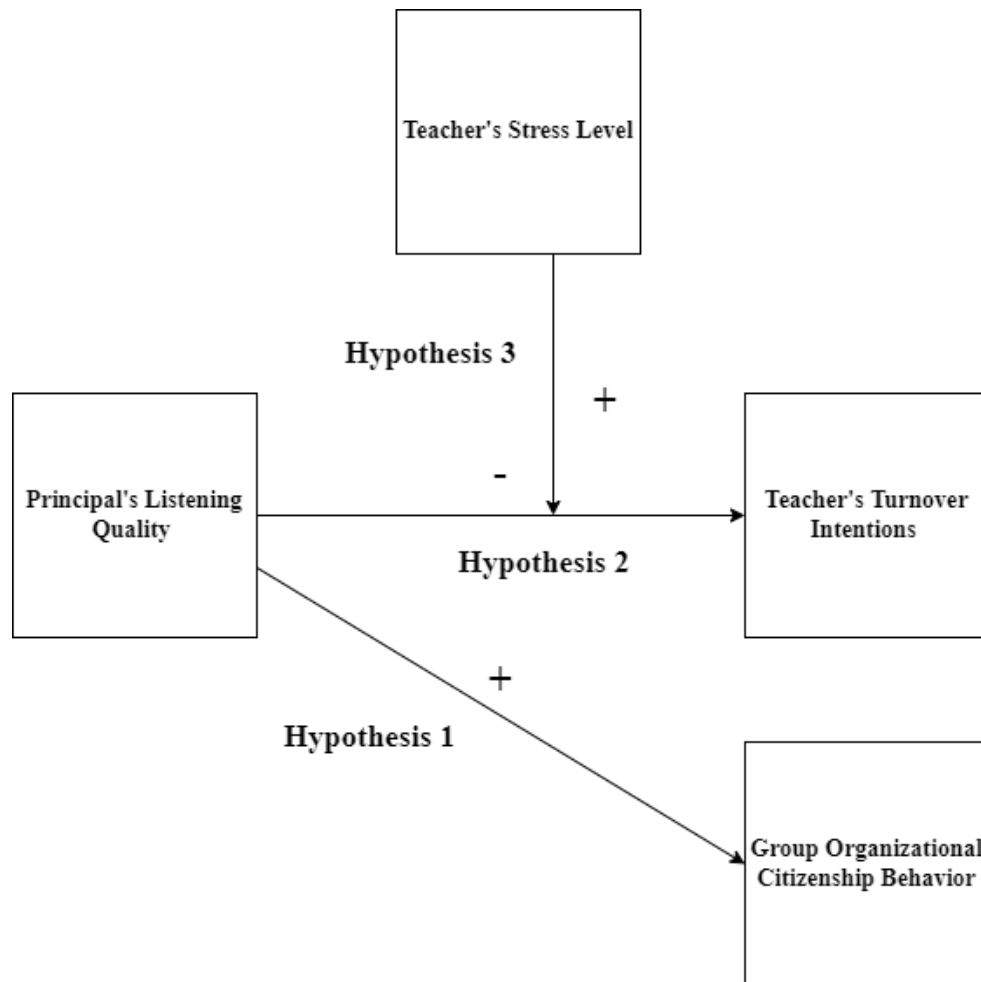 Teacher's Stress Level
Hypothesis 3
+
Principal's Listening
Quality
-
Teacher's Turnover
Intentions
Hypothesis 2
+
Hypothesis 1
Group Organizational
Citizenship Behavior